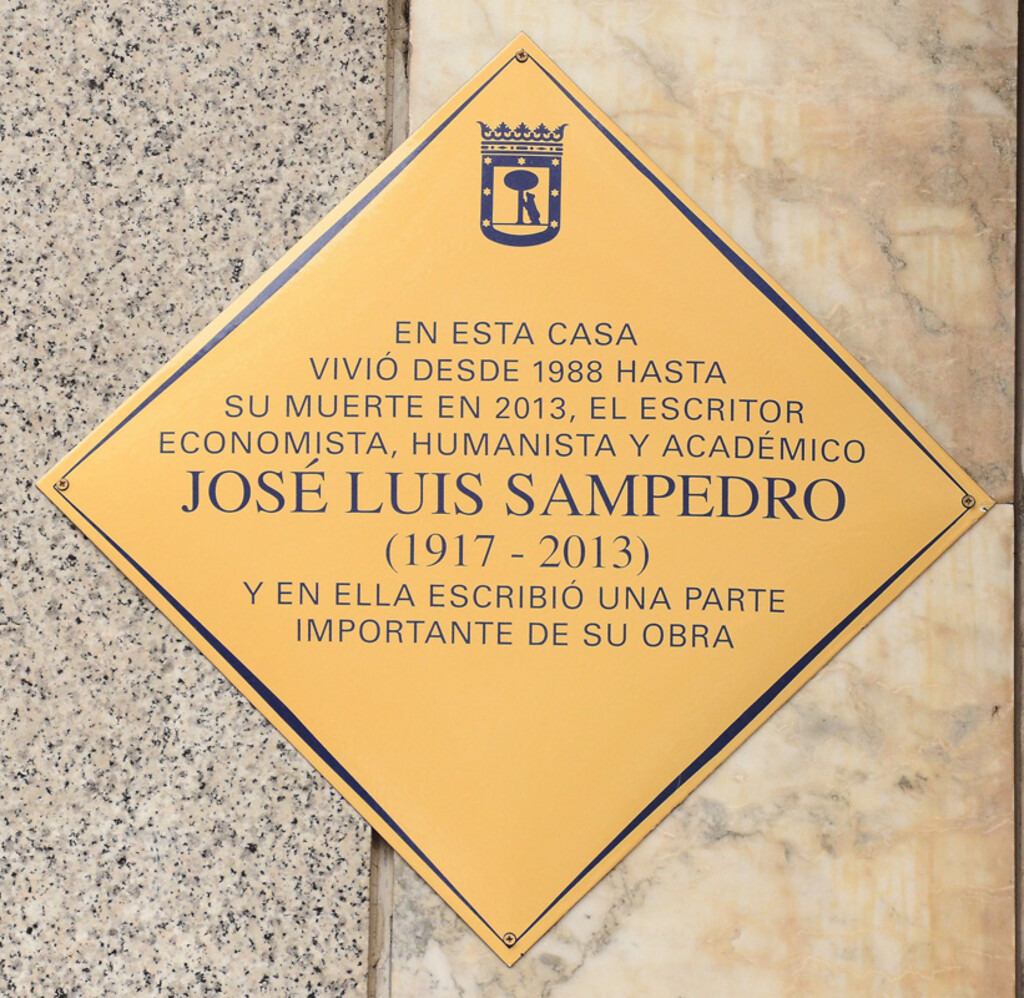 EN ESTA CASA
VIVIÓ DESDE 1988 HASTA
SU MUERTE EN 2013, EL ESCRITOR
ECONOMISTA, HUMANISTA Y ACADÉMICO
JOSÉ LUIS SAMPEDRO
(1917 - 2013)
Y EN ELLA ESCRIBIÓ UNA PARTE
IMPORTANTE DE SU OBRA